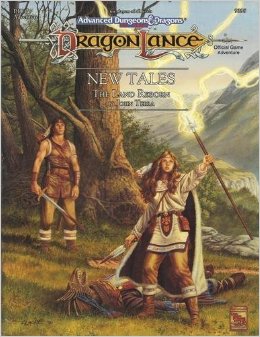 Advanced Dungeons & Dragons
DRAGONLANCE
Official Game
Adventure
NEW TALES
THE LAND REBORN
JOHN TERRA